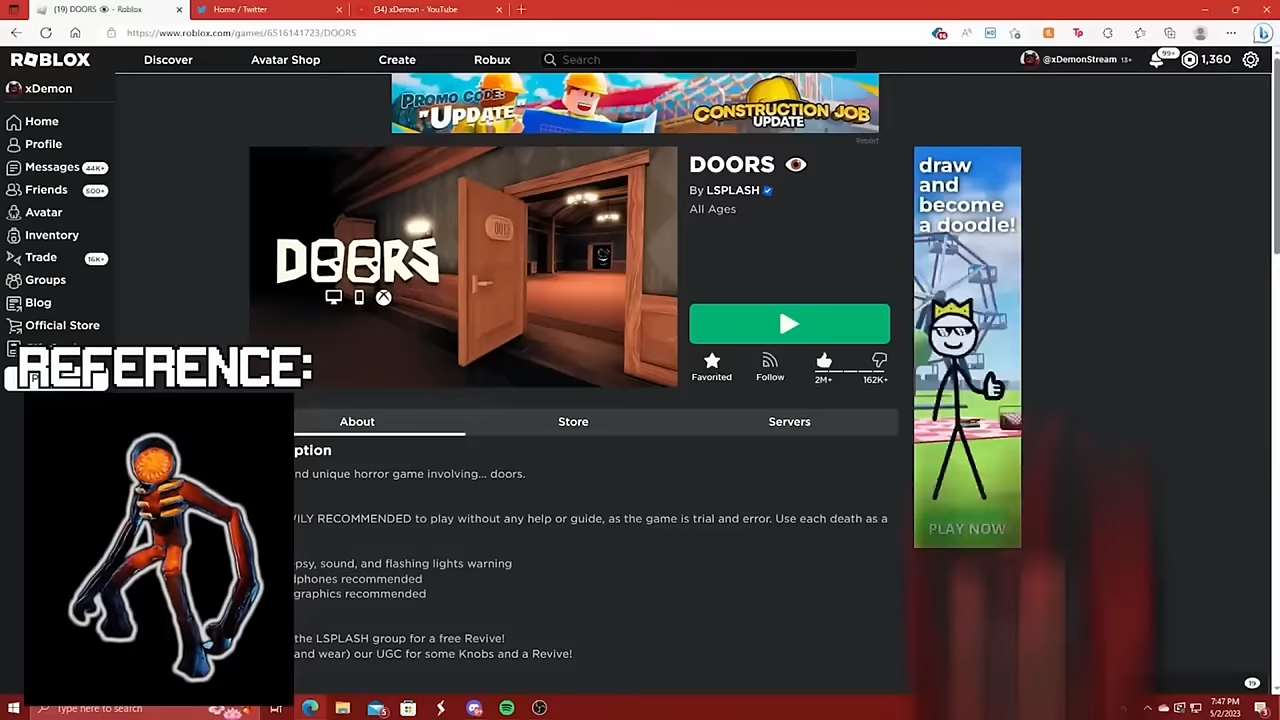 (19) DOORS 👁 - Roblox
Home / Twitter
(34) xDemon - YouTube
https://www.roblox.com/games/6516141723/DOORS
ROBLOX
Discover
Avatar Shop
Create
Robux
Search
@xDemonStream 13+
99+
1,360
xDemon
Home
Profile
Messages 44K+
Friends 500+
Avatar
Inventory
Trade 16K+
Groups
Blog
Official Store
PROMO CODE:
"UPDATE"
CONSTRUCTION JOB
UPDATE
Report
DOORS
0013
DOORS 👁
By LSPLASH
All Ages
Favorited
Follow
2M+
162K+
draw
and
become
a doodle!
PLAY NOW
REFERENCE:
About
Store
Servers
ption
nd unique horror game involving... doors.
VILY RECOMMENDED to play without any help or guide, as the game is trial and error. Use each death as a
psy, sound, and flashing lights warning
dphones recommended
graphics recommended
the LSPLASH group for a free Revive!
and wear) our UGC for some Knobs and a Revive!
19
Type here to search
7:47 PM
5/2/2023